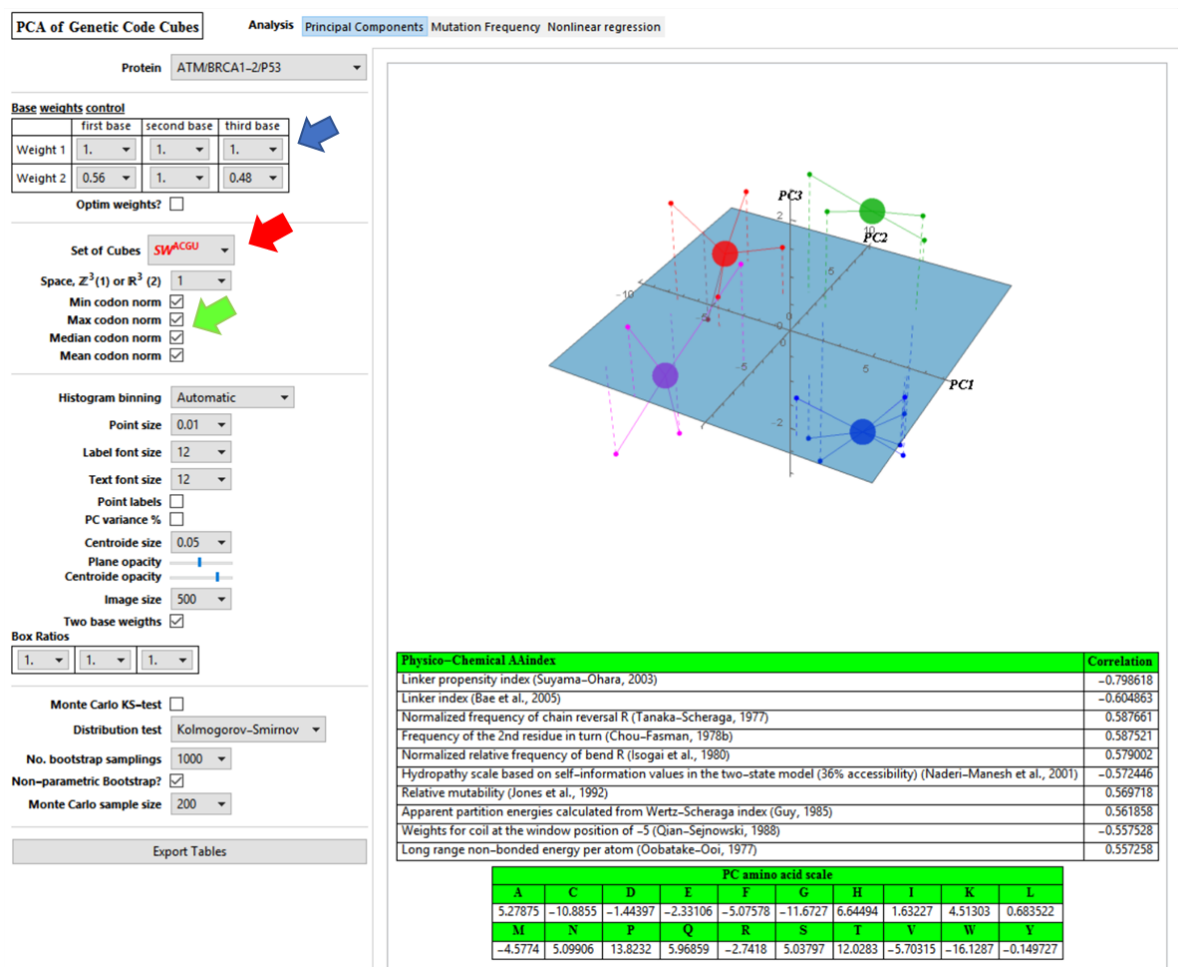 PCA of Genetic Code Cubes
Analysis Principal Components Mutation Frequency Nonlinear regression
Protein ATM/BRCA1-2/P53
Base weights control
first base second base third base
Weight 1 1. 1. 1.
Weight 2 0.56 1. 0.48
Optim weights?
Set of Cubes SW^ACGU
Space, ℤ^3(1) or ℝ^3 (2) 1
Min codon norm
Max codon norm
Median codon norm
Mean codon norm
Histogram binning Automatic
Point size 0.01
Label font size 12
Text font size 12
Point labels
PC variance %
Centroide size 0.05
Plane opacity
Centroide opacity
Image size 500
Two base weigths
Box Ratios
1. 1. 1.
Monte Carlo KS-test
Distribution test Kolmogorov-Smirnov
No. bootstrap samplings 1000
Non-parametric Bootstrap?
Monte Carlo sample size 200
Export Tables
PC3
2
10
PC2
5
-10
-5
0
0
-5
5
PC1
-2
Physico-Chemical AAindex Correlation
Linker propensity index (Suyama-Ohara, 2003) -0.798618
Linker index (Bae et al., 2005) -0.604863
Normalized frequency of chain reversal R (Tanaka-Scheraga, 1977) 0.587661
Frequency of the 2nd residue in turn (Chou-Fasman, 1978b) 0.587521
Normalized relative frequency of bend R (Isogai et al., 1980) 0.579002
Hydropathy scale based on self-information values in the two-state model (36% accessibility) (Naderi-Manesh et al., 2001) -0.572446
Relative mutability (Jones et al., 1992) 0.569718
Apparent partition energies calculated from Wertz-Scheraga index (Guy, 1985) 0.561858
Weights for coil at the window position of -5 (Qian-Sejnowski, 1988) -0.557528
Long range non-bonded energy per atom (Oobatake-Ooi, 1977) 0.557258
PC amino acid scale
A C D E F G H I K L
5.27875 -10.8855 -1.44397 -2.33106 -5.07578 -11.6727 6.64494 1.63227 4.51303 0.683522
M N P Q R S T V W Y
-4.5774 5.09906 13.8232 5.96859 -2.7418 5.03797 12.0283 -5.70315 -16.1287 -0.149727